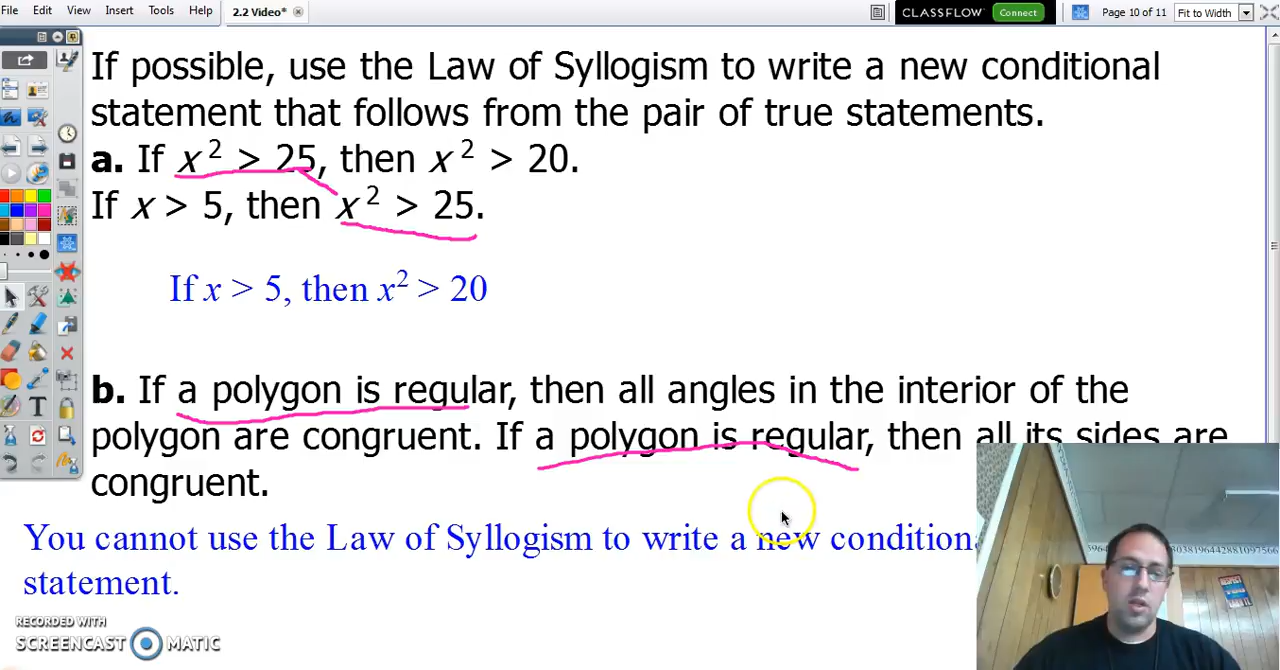 File Edit View Insert Tools Help 2.2 Video* CLASSFLOW Connect Page 10 of 11 Fit to Width
If possible, use the Law of Syllogism to write a new conditional
statement that follows from the pair of true statements.
a. If x² > 25, then x² > 20.
If x > 5, then x² > 25.
If x > 5, then x² > 20
b. If a polygon is regular, then all angles in the interior of the
polygon are congruent. If a polygon is regular, then all its sides are
congruent.
You cannot use the Law of Syllogism to write a new
statement.
RECORDED WITH
SCREENCAST MATIC
RESPECT